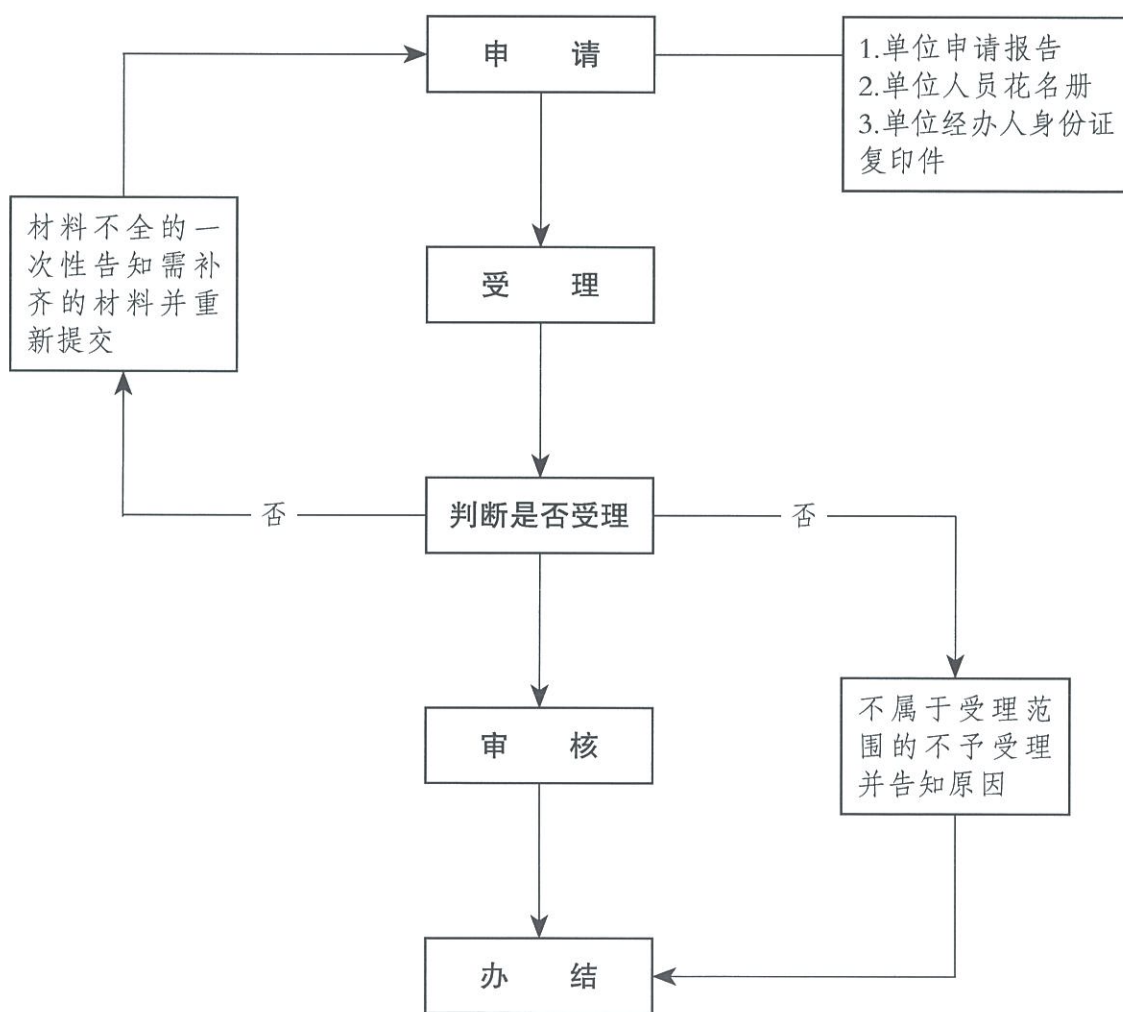 申 请
1.单位申请报告
2.单位人员花名册
3.单位经办人身份证
复印件
材料不全的一
次性告知需补
齐的材料并重
新提交
受 理
否
判断是否受理
否
审 核
不属于受理范
围的不予受理
并告知原因
办 结